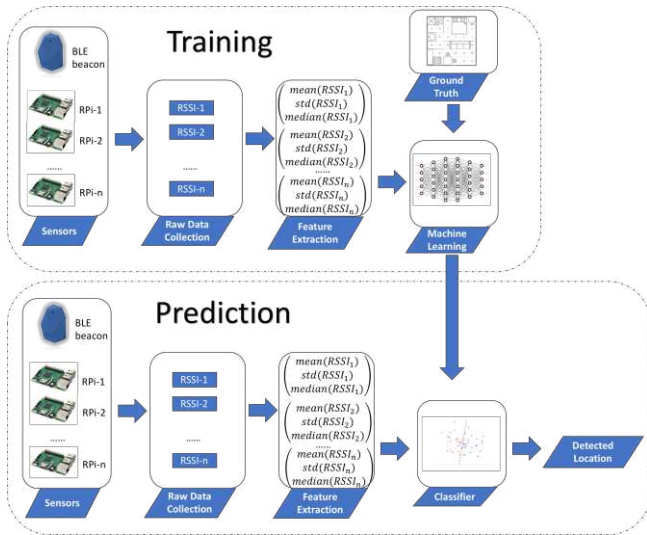 Training
BLE
beacon
RPi-1
RPi-2
......
RPi-n
Sensors
RSSI-1
RSSI-2
......
RSSI-n
Raw Data
Collection
mean(RSSI₁)
std(RSSI₁)
median(RSSI₁)
mean(RSSI₂)
std(RSSI₂)
median(RSSI₂)
......
mean(RSSIₙ)
std(RSSIₙ)
median(RSSIₙ)
Feature
Extraction
Ground
Truth
Machine
Learning
Prediction
BLE
beacon
RPi-1
RPi-2
......
RPi-n
Sensors
RSSI-1
RSSI-2
......
RSSI-n
Raw Data
Collection
mean(RSSI₁)
std(RSSI₁)
median(RSSI₁)
mean(RSSI₂)
std(RSSI₂)
median(RSSI₂)
......
mean(RSSIₙ)
std(RSSIₙ)
median(RSSIₙ)
Feature
Extraction
Classifier
Detected
Location